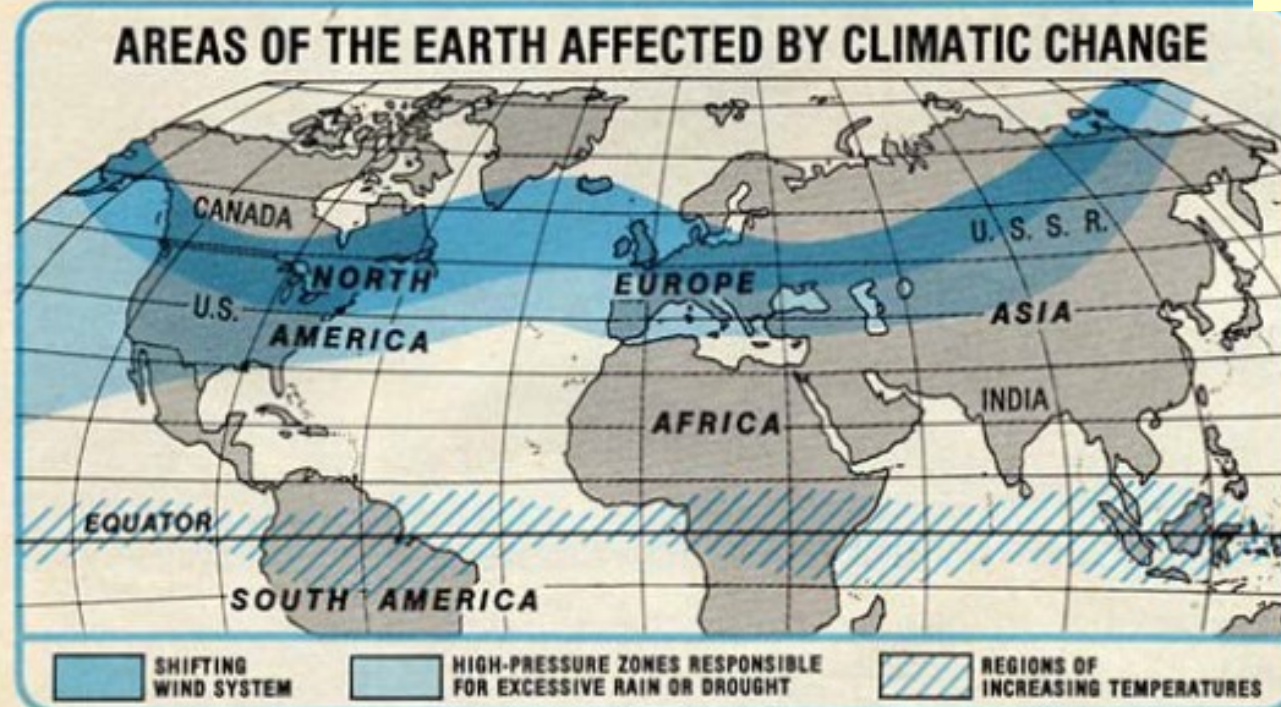 AREAS OF THE EARTH AFFECTED BY CLIMATIC CHANGE
CANADA
U. S. S. R.
NORTH
EUROPE
U.S.
ASIA
AMERICA
INDIA
AFRICA
EQUATOR
SOUTH AMERICA
SHIFTING
WIND SYSTEM
HIGH-PRESSURE ZONES RESPONSIBLE
FOR EXCESSIVE RAIN OR DROUGHT
REGIONS OF
INCREASING TEMPERATURES